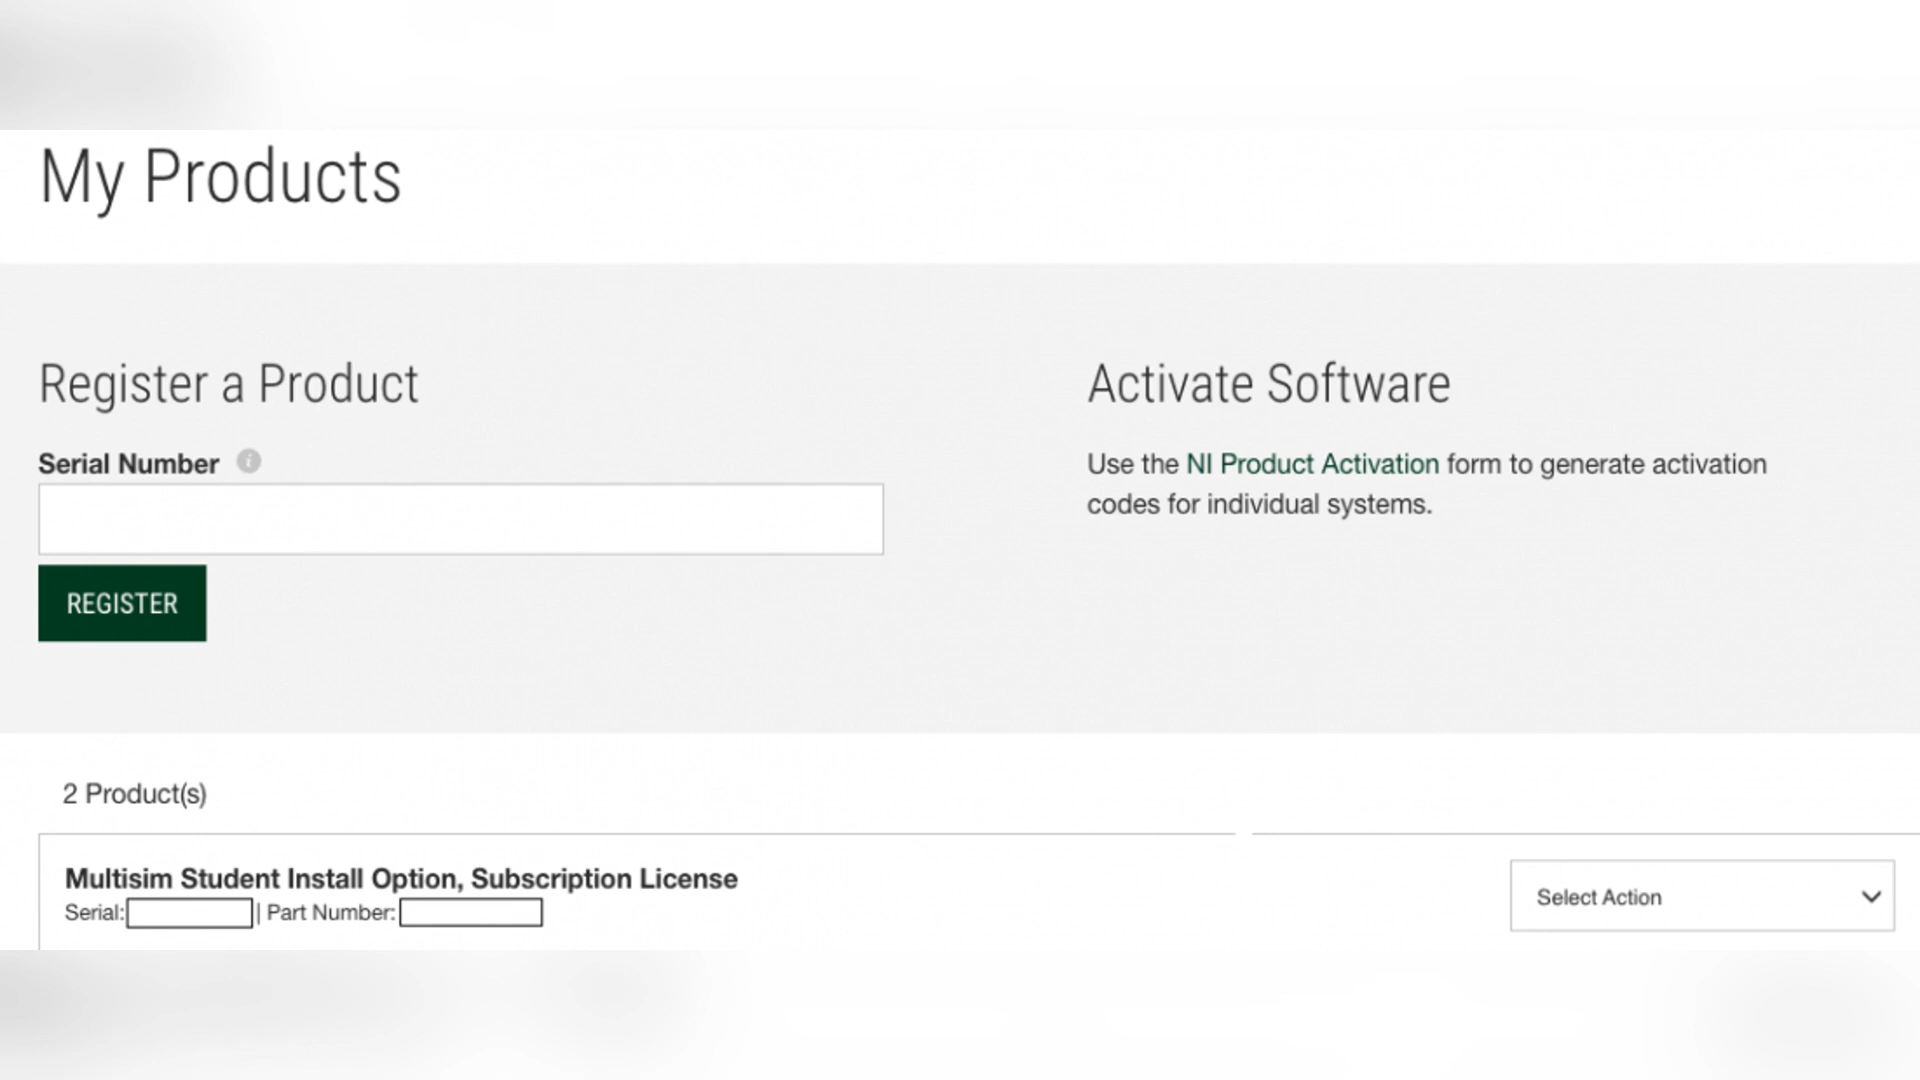 My Products
Register a Product
Serial Number
REGISTER
Activate Software
Use the NI Product Activation form to generate activation
codes for individual systems.
2 Product(s)
Multisim Student Install Option, Subscription License
Serial: | Part Number:
Select Action